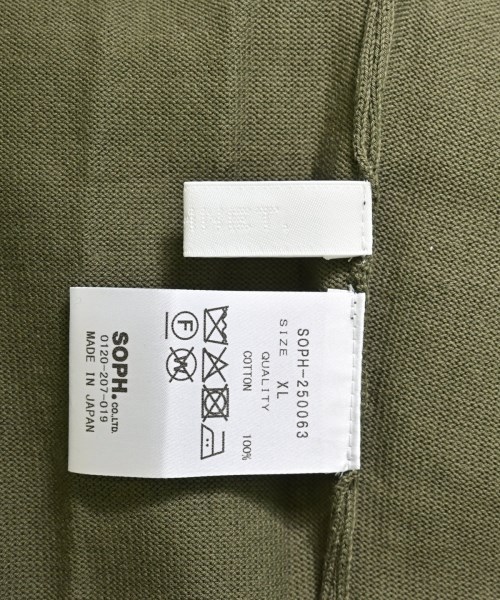 SOPH-250063
SIZE XL
QUALITY
COTTON 100%
F
W
SOPH.CO.,LTD.
0120-207-019
MADE IN JAPAN